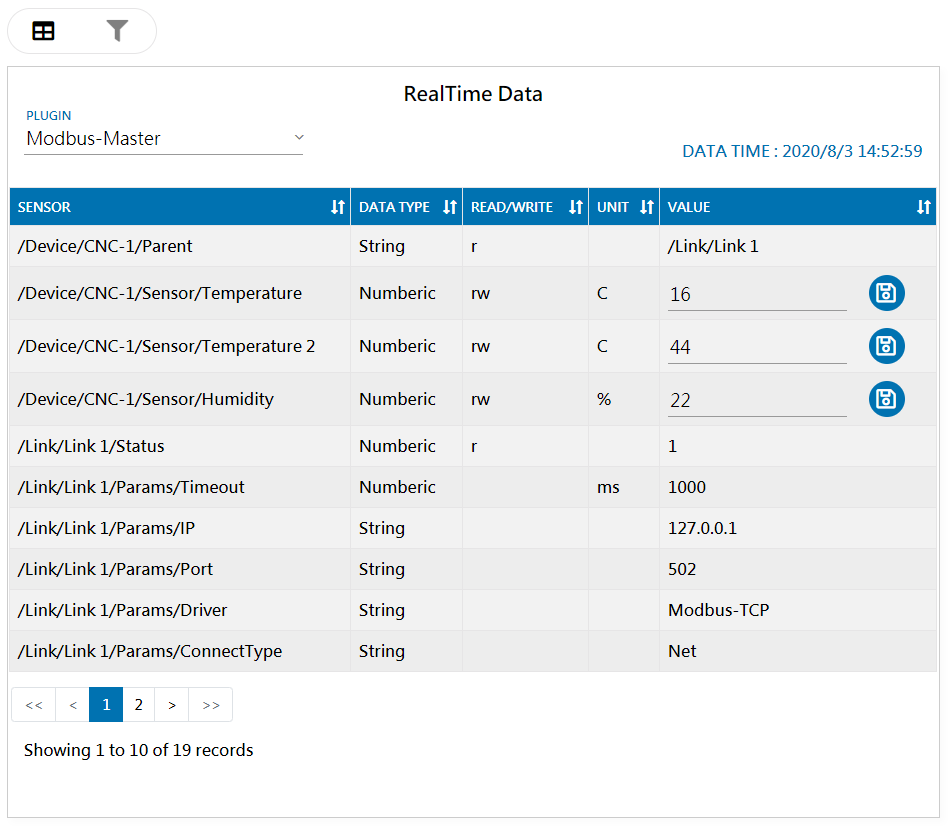 RealTime Data
PLUGIN
Modbus-Master
DATA TIME : 2020/8/3 14:52:59
SENSOR DATA TYPE READ/WRITE UNIT VALUE
/Device/CNC-1/Parent String r /Link/Link 1
/Device/CNC-1/Sensor/Temperature Numberic rw C 16
/Device/CNC-1/Sensor/Temperature 2 Numberic rw C 44
/Device/CNC-1/Sensor/Humidity Numberic rw % 22
/Link/Link 1/Status Numberic r 1
/Link/Link 1/Params/Timeout Numberic ms 1000
/Link/Link 1/Params/IP String 127.0.0.1
/Link/Link 1/Params/Port String 502
/Link/Link 1/Params/Driver String Modbus-TCP
/Link/Link 1/Params/ConnectType String Net
<< < 1 2 > >>
Showing 1 to 10 of 19 records